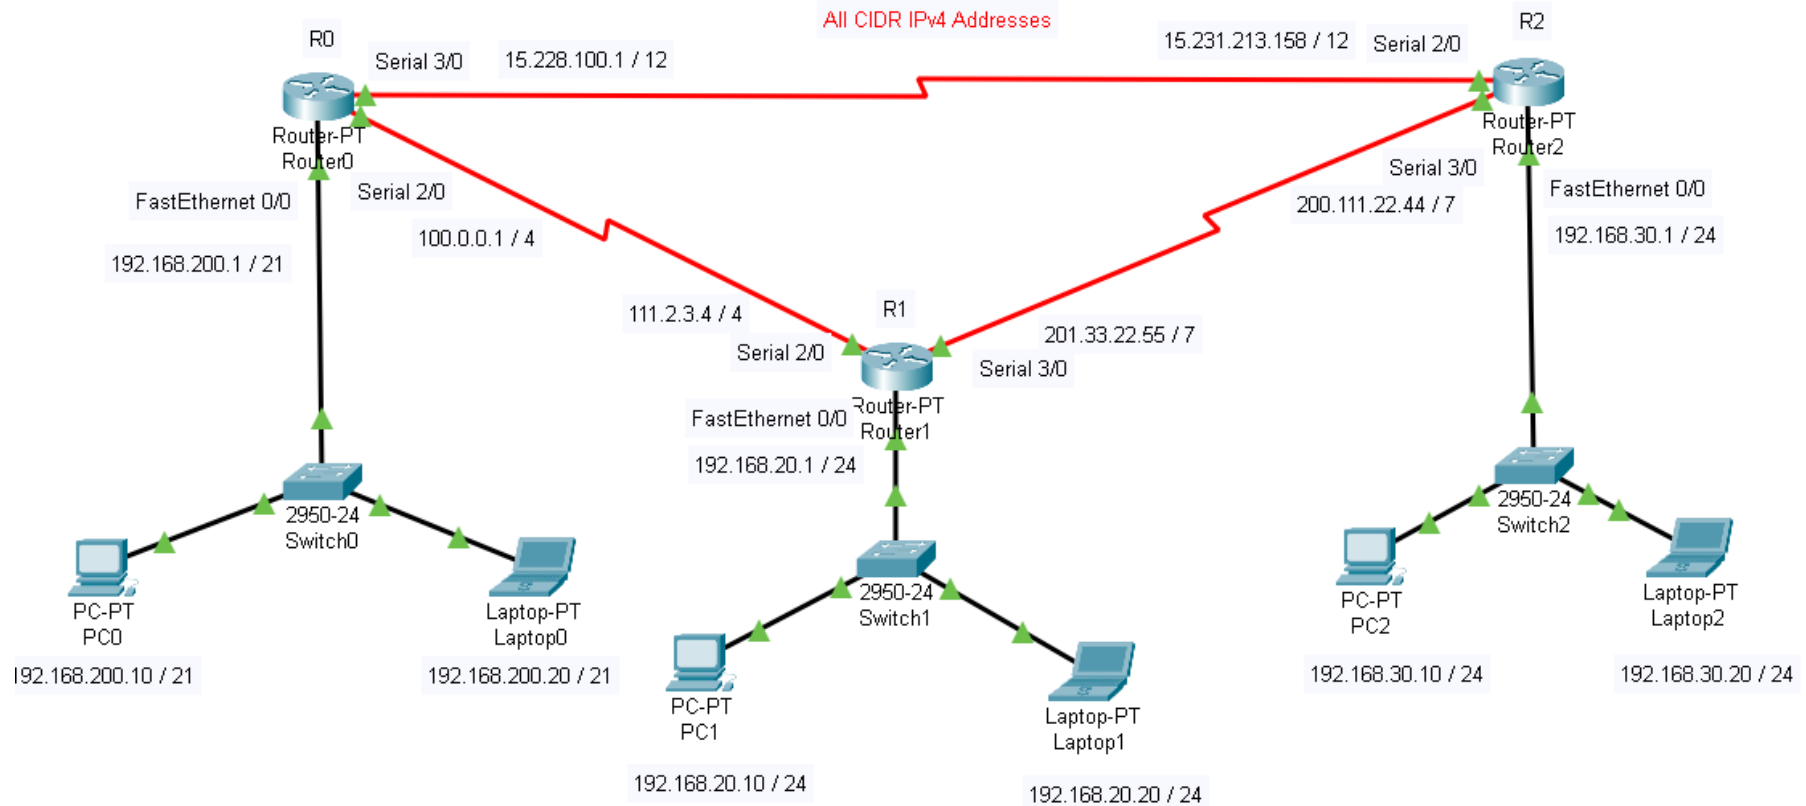 All CIDR IPv4 Addresses
R0
Serial 3/0
15.228.100.1 / 12
15.231.213.158 / 12
Serial 2/0
R2
Router-PT
Router0
Router-PT
Router2
FastEthernet 0/0
Serial 2/0
100.0.0.1 / 4
192.168.200.1 / 21
Serial 3/0
200.111.22.44 / 7
FastEthernet 0/0
192.168.30.1 / 24
R1
111.2.3.4 / 4
Serial 2/0
201.33.22.55 / 7
Serial 3/0
Router-PT
Router1
FastEthernet 0/0
192.168.20.1 / 24
2950-24
Switch0
2950-24
Switch1
2950-24
Switch2
PC-PT
PC0
192.168.200.10 / 21
Laptop-PT
Laptop0
192.168.200.20 / 21
PC-PT
PC1
192.168.20.10 / 24
Laptop-PT
Laptop1
192.168.20.20 / 24
PC-PT
PC2
192.168.30.10 / 24
Laptop-PT
Laptop2
192.168.30.20 / 24